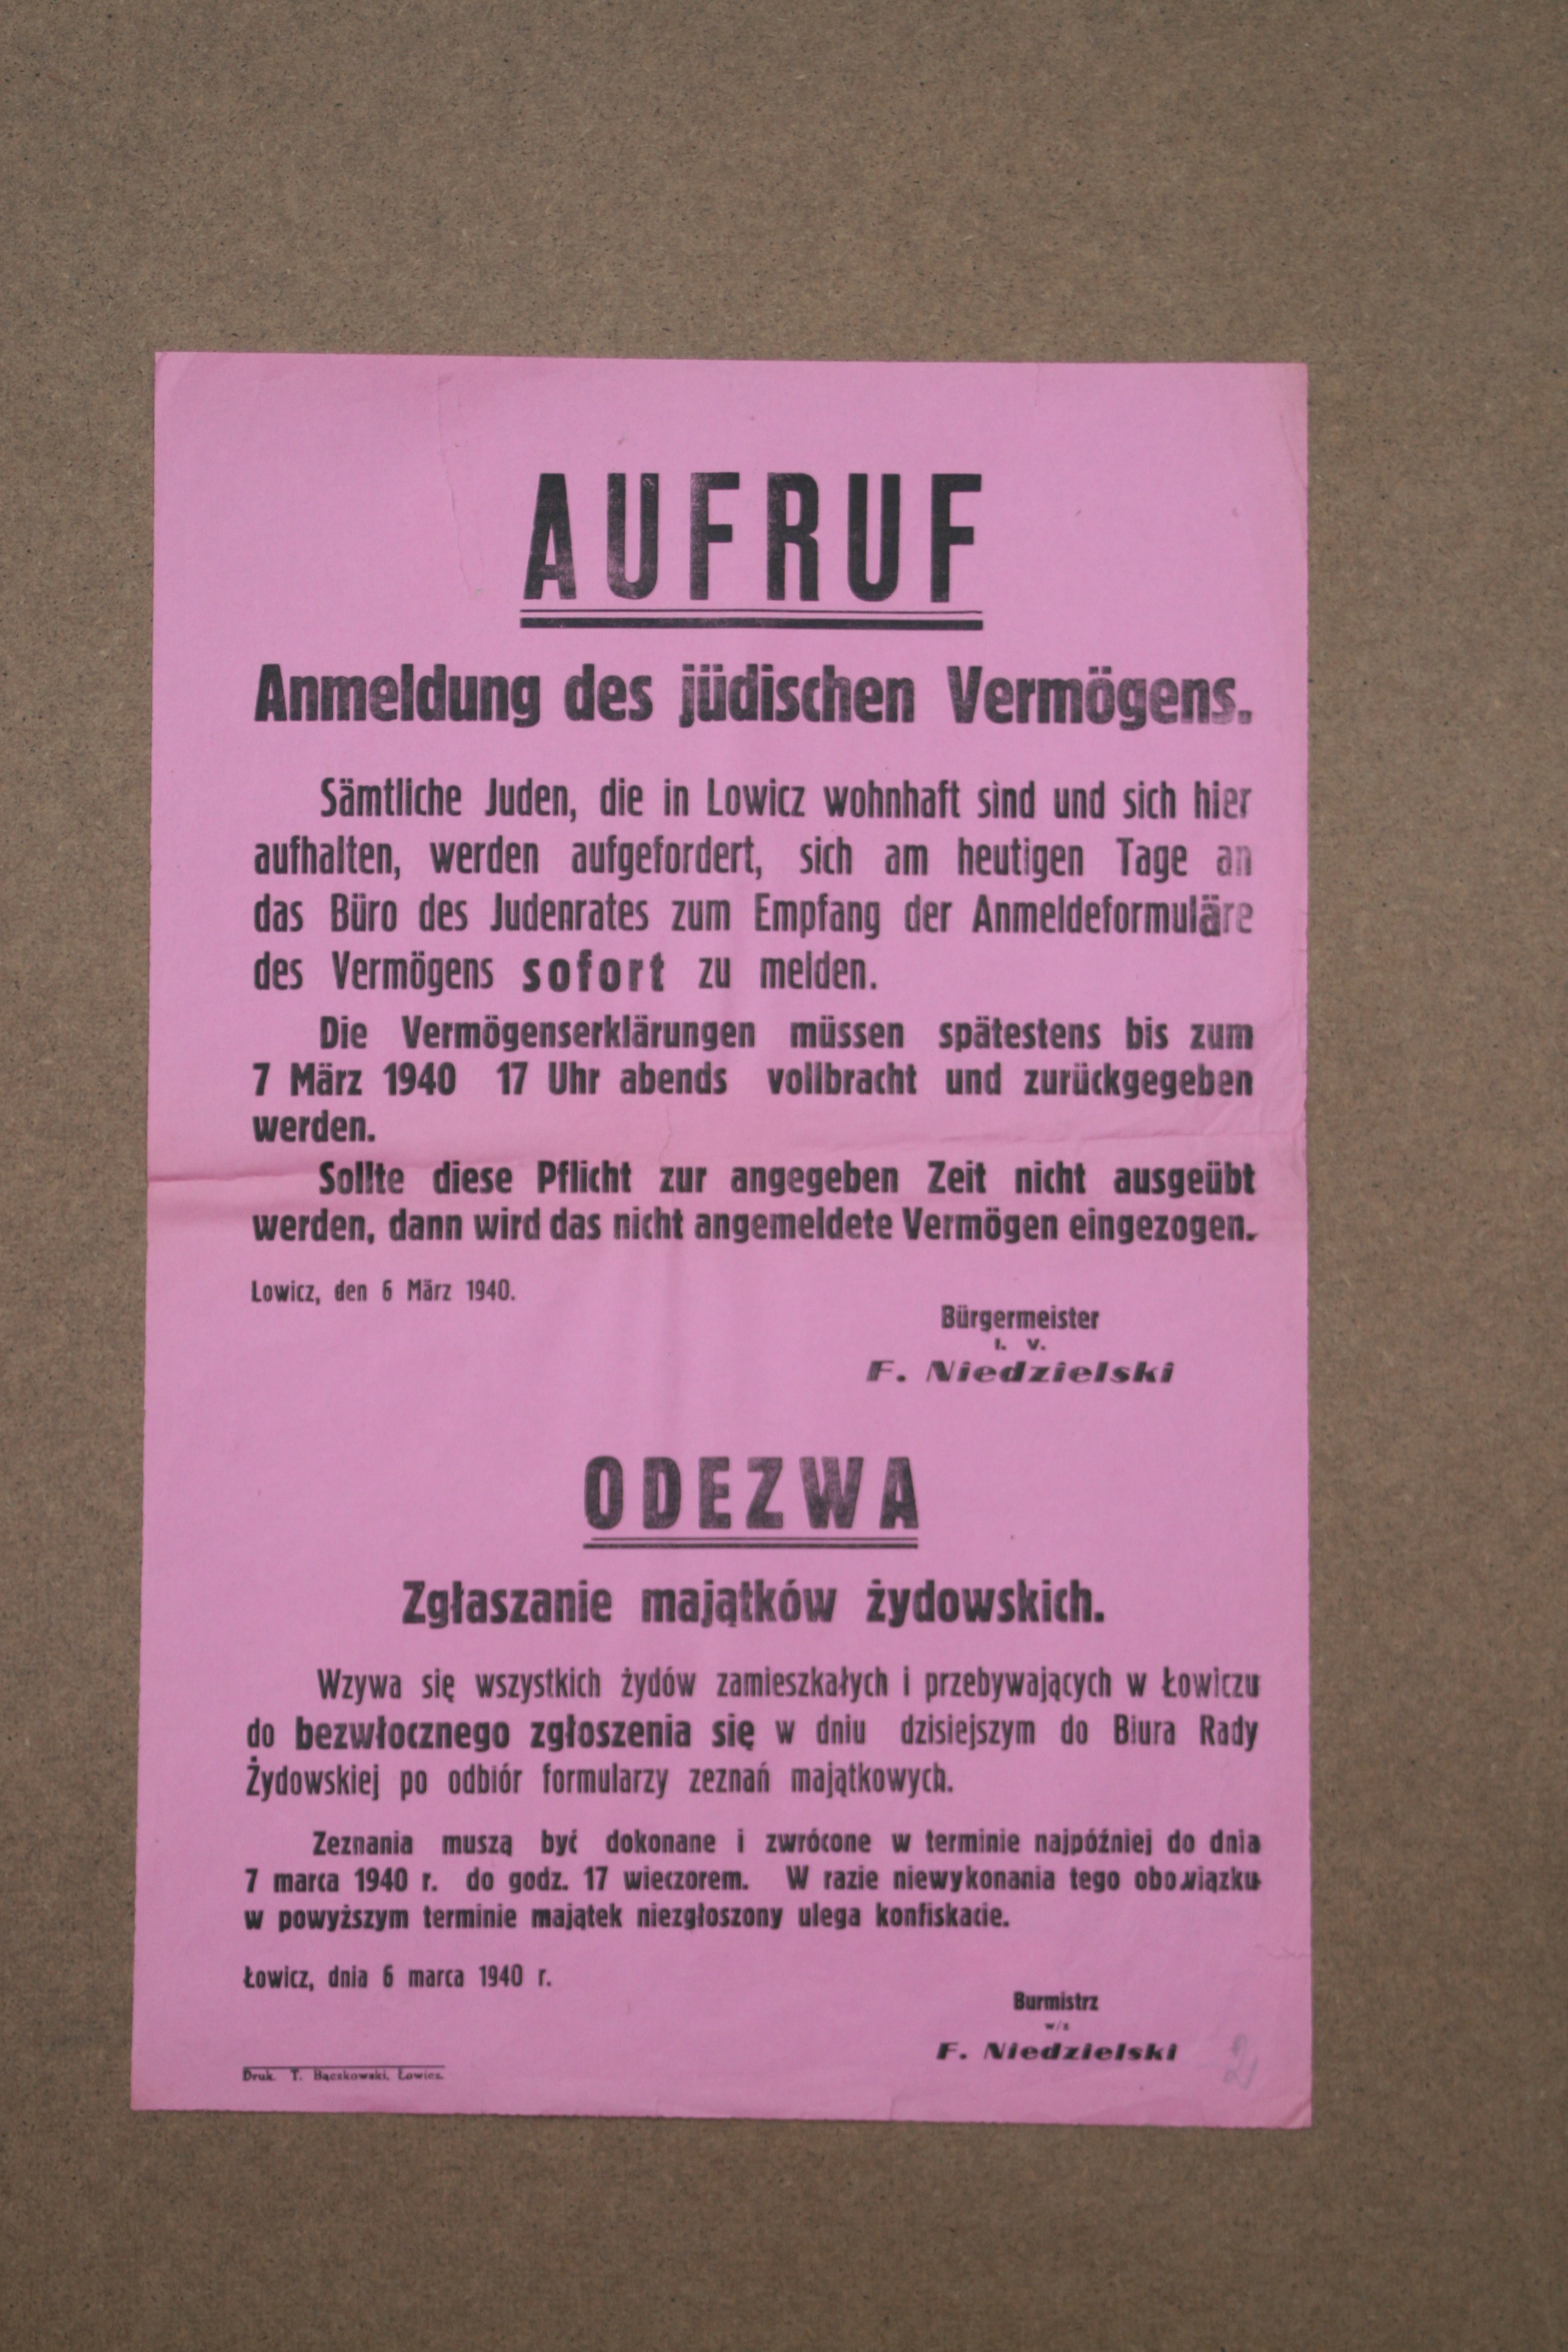 AUFRUF
Anmeldung des jüdischen Vermögens.
Sämtliche Juden, die in Lowicz wohnhaft sind und sich hier
aufhalten, werden aufgefordert, sich am heutigen Tage an
das Büro des Judenrates zum Empfang der Anmeldeformuläre
des Vermögens sofort zu melden.
Die Vermögenserklärungen müssen spätestens bis zum
7 März 1940 17 Uhr abends vollbracht und zurückgegeben
werden.
Sollte diese Pflicht zur angegeben Zeit nicht ausgeübt
werden, dann wird das nicht angemeldete Vermögen eingezogen.
Lowicz, den 6 März 1940.
Bürgermeister
I. V.
F. Niedzielski
ODEZWA
Zgłaszanie majątków żydowskich.
Wzywa się wszystkich żydów zamieszkałych i przebywających w Łowiczu
do bezwłocznego zgłoszenia się w dniu dzisiejszym do Biura Rady
Żydowskiej po odbiór formularzy zeznań majątkowych.
Zeznania muszą być dokonane i zwrócone w terminie najpóźniej do dnia
7 marca 1940 r. do godz. 17 wieczorem. W razie niewykonania tego obowiązku
w powyższym terminie majątek niezgłoszony ulega konfiskacie.
Łowicz, dnia 6 marca 1940 r.
Burmistrz
w/z
F. Niedzielski
Druk. T. Bączkowski, Łowicz.
2